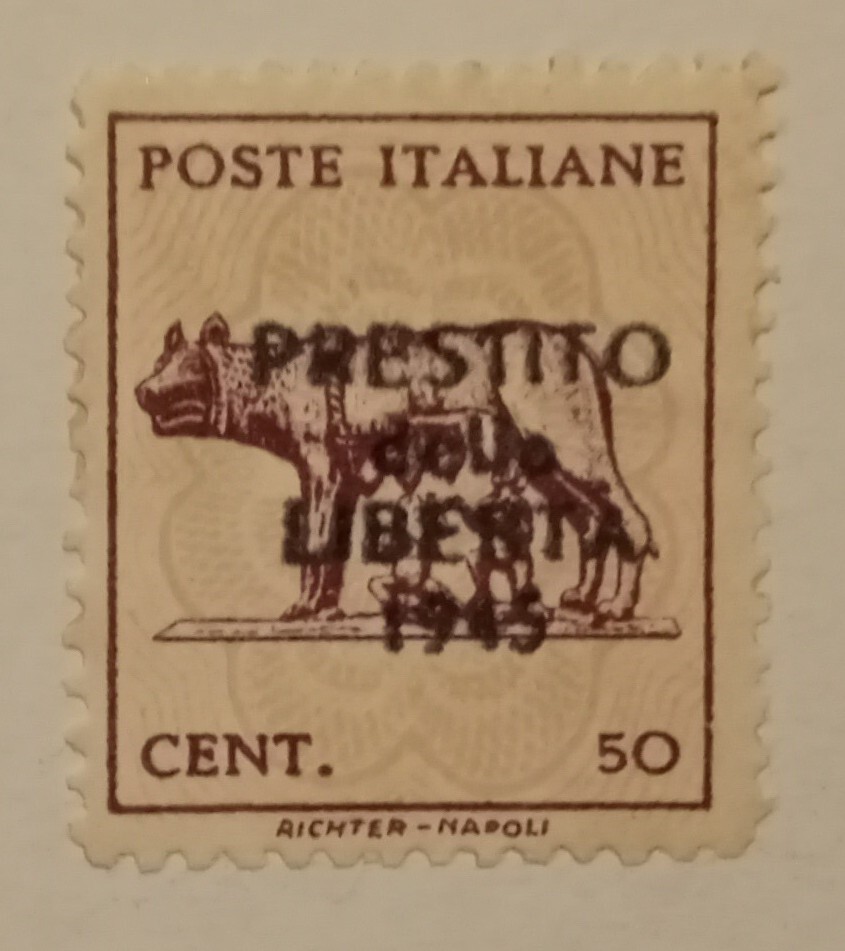 POSTE ITALIANE
PRESTITO
della
LIBERTÀ
1945
CENT. 50
RICHTER - NAPOLI